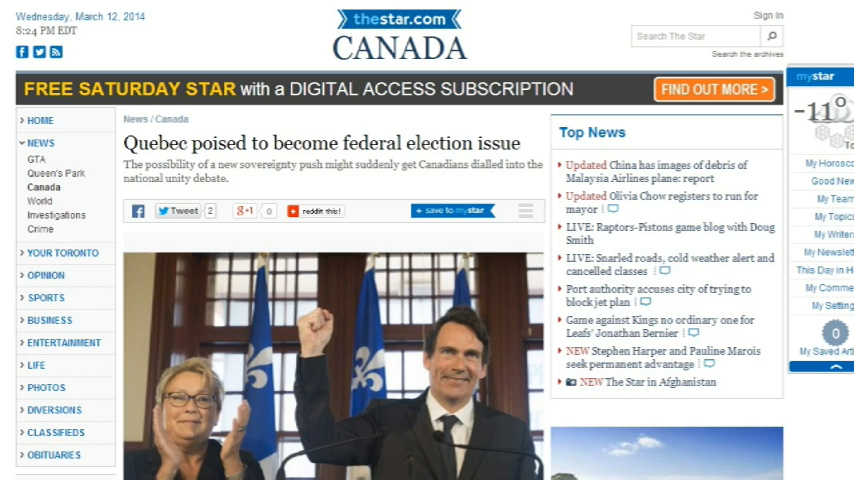 Wednesday, March 12, 2014
8:24 PM EDT
thestar.com
CANADA
Sign In
Search The Star
Search the archives
FREE SATURDAY STAR with a DIGITAL ACCESS SUBSCRIPTION
FIND OUT MORE >
mystar
-11°
My Horosc
Good New
My Team
My Topic
My Writer
My Newslet
This Day in H
My Comme
My Setting
0
My Saved Arti
HOME
NEWS
GTA
Queen's Park
Canada
World
Investigations
Crime
YOUR TORONTO
OPINION
SPORTS
BUSINESS
ENTERTAINMENT
LIFE
PHOTOS
DIVERSIONS
CLASSIFIEDS
OBITUARIES
News / Canada
Quebec poised to become federal election issue
The possibility of a new sovereignty push might suddenly get Canadians dialled into the
national unity debate.
Tweet 2 g+1 0 reddit this! + save to mystar
Top News
Updated China has images of debris of
Malaysia Airlines plane: report
Updated Olivia Chow registers to run for
mayor
LIVE: Raptors-Pistons game blog with Doug
Smith
LIVE: Snarled roads, cold weather alert and
cancelled classes
Port authority accuses city of trying to
block jet plan
Game against Kings no ordinary one for
Leafs' Jonathan Bernier
NEW Stephen Harper and Pauline Marois
seek permanent advantage
NEW The Star in Afghanistan